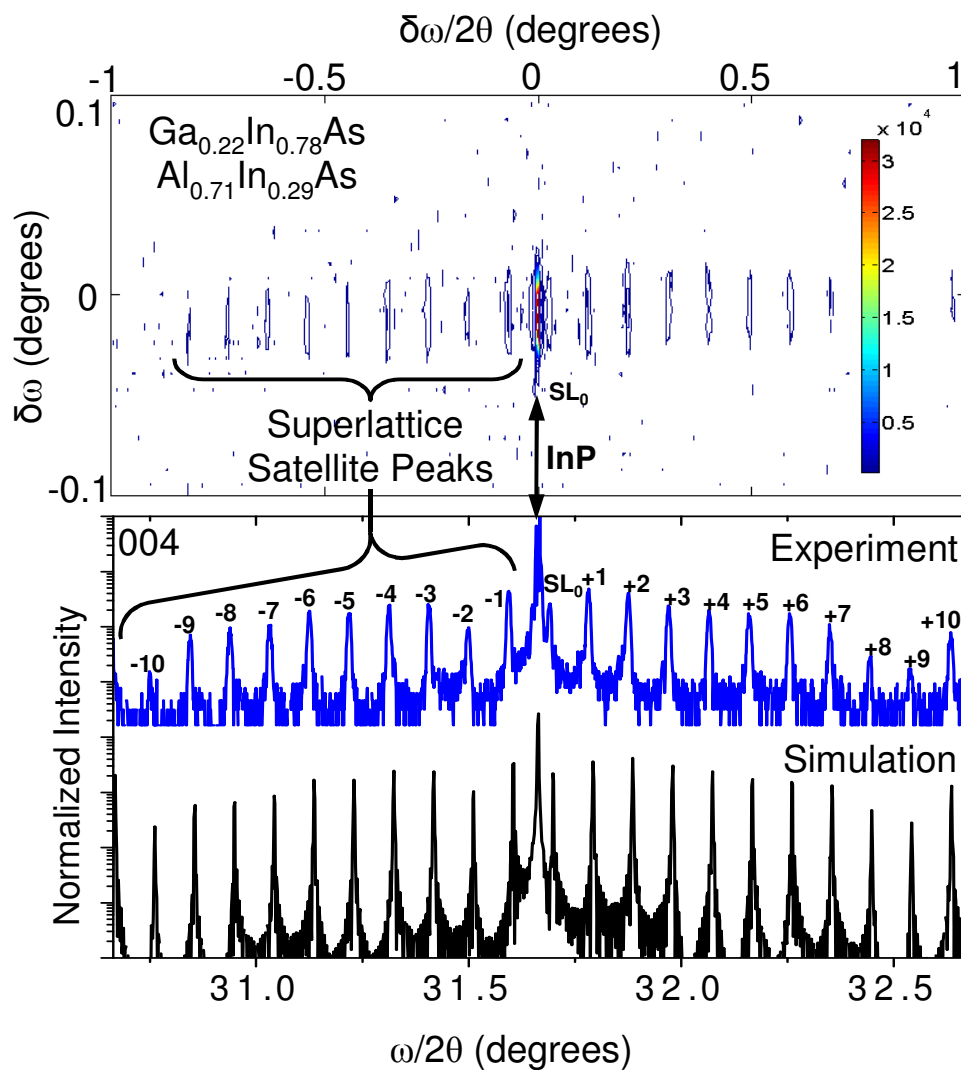 δω/2θ (degrees)
-1 -0.5 0 0.5 1
0.1
Ga0.22In0.78As
Al0.71In0.29As
x 10^4
3
2.5
2
1.5
1
0.5
δω (degrees)
0
-0.1
SL0
Superlattice
Satellite Peaks
InP
004
Experiment
-10 -9 -8 -7 -6 -5 -4 -3 -2 -1 SL0 +1 +2 +3 +4 +5 +6 +7 +8 +9 +10
Normalized Intensity
Simulation
31.0 31.5 32.0 32.5
ω/2θ (degrees)